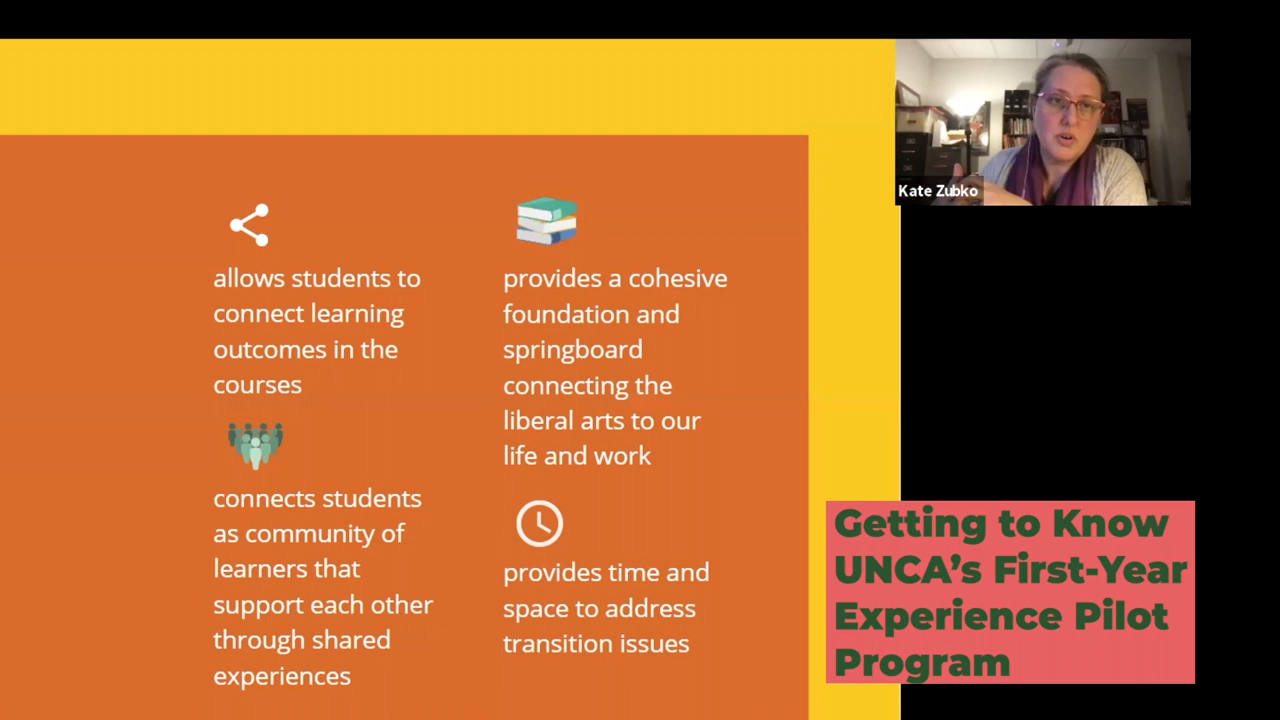 allows students to
connect learning
outcomes in the
courses
connects students
as community of
learners that
support each other
through shared
experiences
provides a cohesive
foundation and
springboard
connecting the
liberal arts to our
life and work
provides time and
space to address
transition issues
Kate Zubko
Getting to Know
UNCA’s First-Year
Experience Pilot
Program